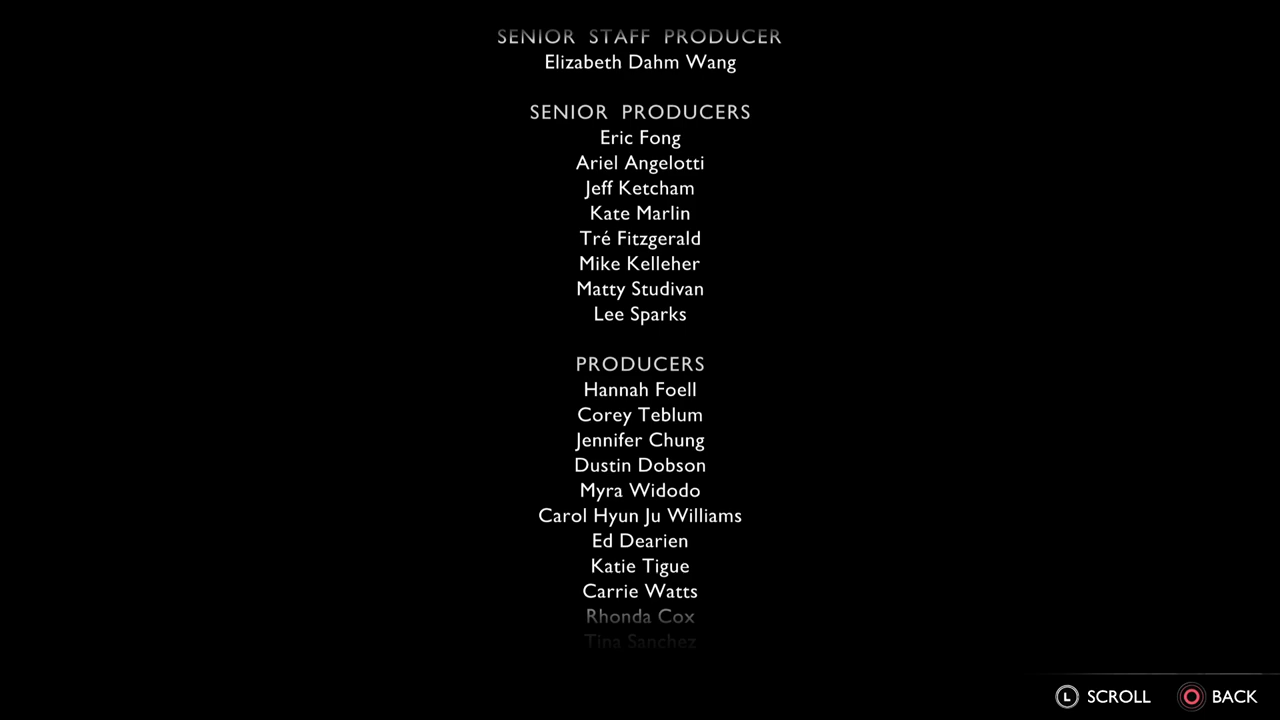 SENIOR STAFF PRODUCER
Elizabeth Dahm Wang
SENIOR PRODUCERS
Eric Fong
Ariel Angelotti
Jeff Ketcham
Kate Marlin
Tré Fitzgerald
Mike Kelleher
Matty Studivan
Lee Sparks
PRODUCERS
Hannah Foell
Corey Teblum
Jennifer Chung
Dustin Dobson
Myra Widodo
Carol Hyun Ju Williams
Ed Dearien
Katie Tigue
Carrie Watts
Rhonda Cox
Tina Sanchez
L SCROLL
BACK